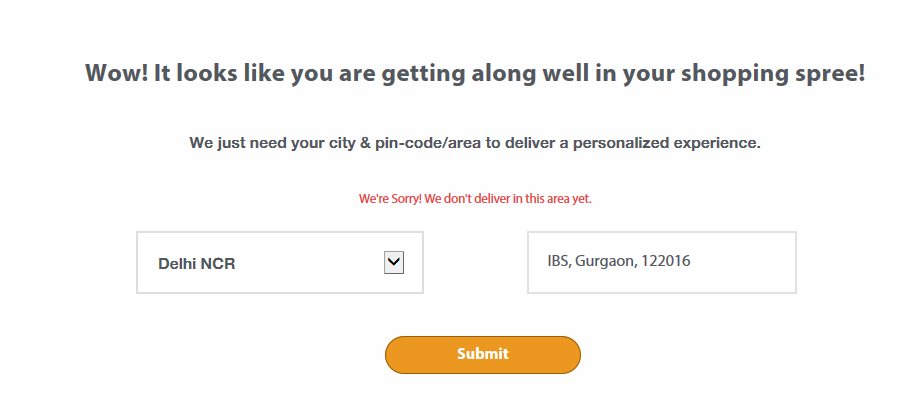 Wow! It looks like you are getting along well in your shopping spree!
We just need your city & pin-code/area to deliver a personalized experience.
We're Sorry! We don't deliver in this area yet.
Delhi NCR
IBS, Gurgaon, 122016
Submit